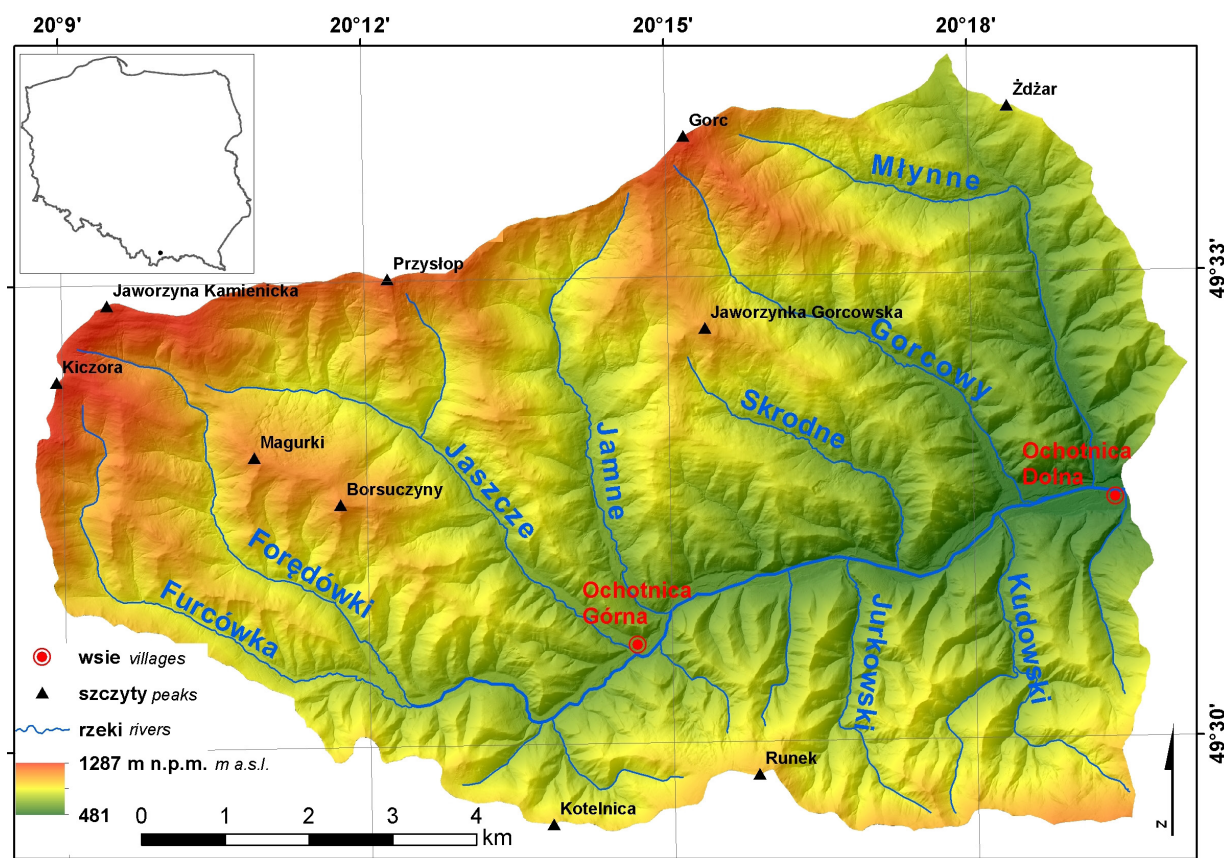 20°9'
20°12'
20°15'
20°18'
Żdżar
Gorc
Młynne
49°33'
Przysłop
Jaworzyna Kamienicka
Jaworzynka Gorcowska
Gorcowy
Kiczora
Skrodne
Magurki
Jaszcze
Jamne
Ochotnica
Dolna
Borsuczyny
Forędówki
Furcówka
Ochotnica
Górna
Jurkowski
Kudowski
wsie villages
szczyty peaks
rzeki rivers
49°30'
1287 m n.p.m. m a.s.l.
481
Runek
Kotelnica
0 1 2 3 4
km
z